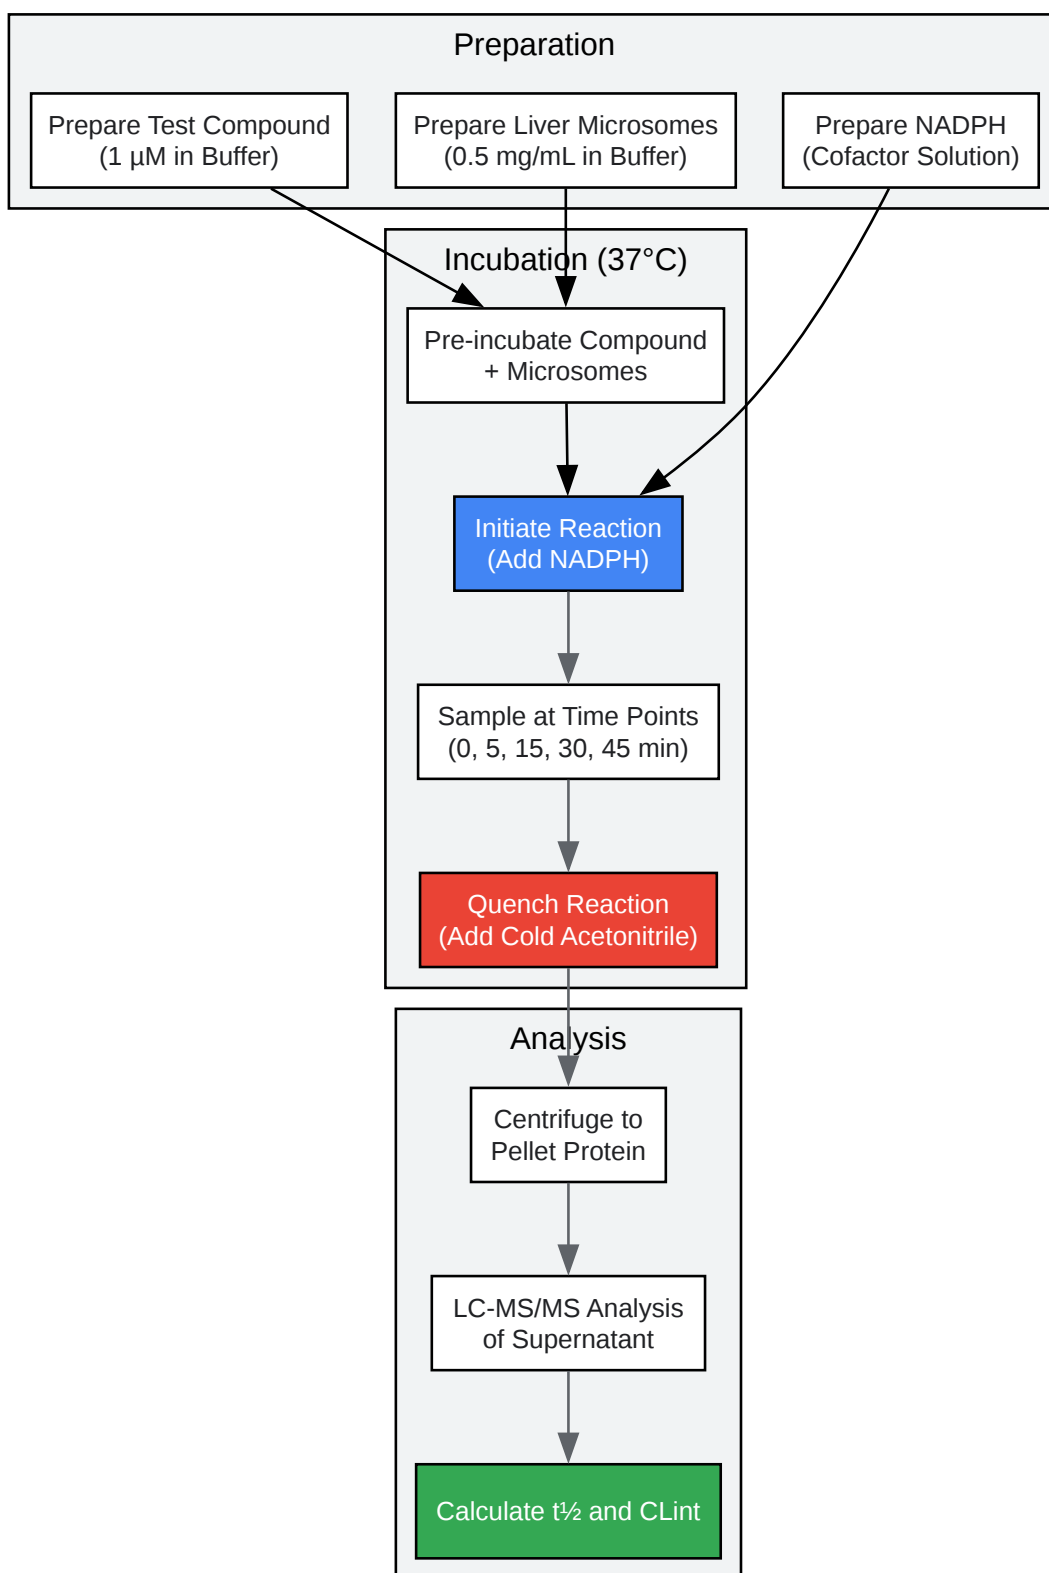 Preparation
Prepare Test Compound
(1 µM in Buffer)
Prepare Liver Microsomes
(0.5 mg/mL in Buffer)
Prepare NADPH
(Cofactor Solution)
Incubation (37°C)
Pre-incubate Compound
+ Microsomes
Initiate Reaction
(Add NADPH)
Sample at Time Points
(0, 5, 15, 30, 45 min)
Quench Reaction
(Add Cold Acetonitrile)
Analysis
Centrifuge to
Pellet Protein
LC-MS/MS Analysis
of Supernatant
Calculate t½ and CLint